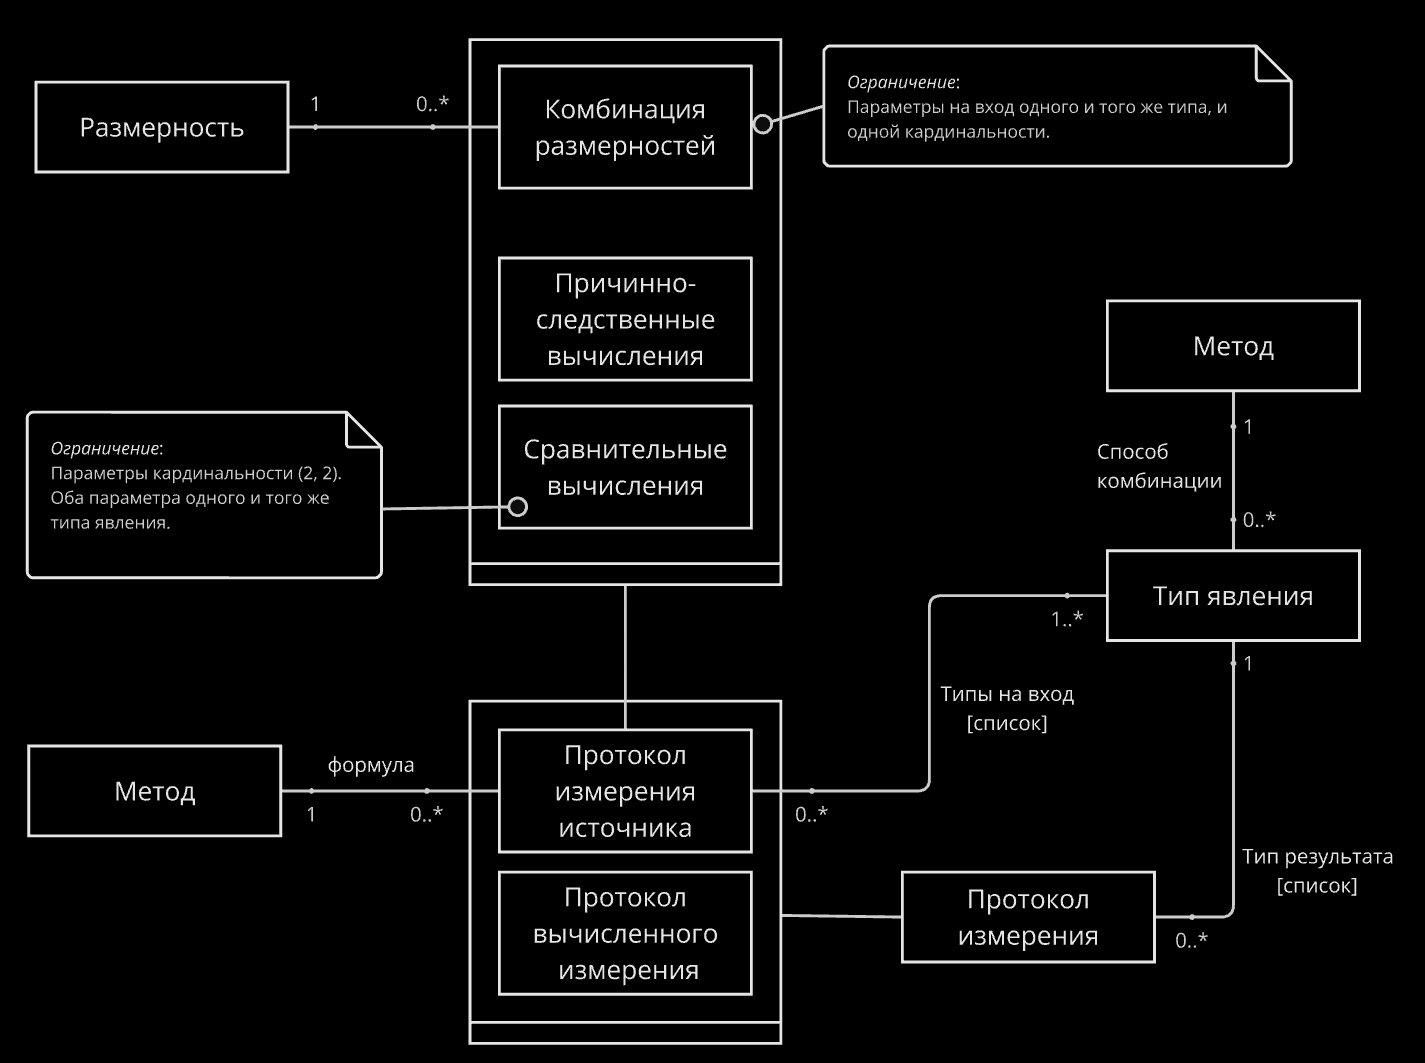 Размерность
1
0..*
Комбинация
размерностей
Ограничение:
Параметры на вход одного и того же типа, и
одной кардинальности.
Причинно-
следственные
вычисления
Сравнительные
вычисления
Ограничение:
Параметры кардинальности (2, 2).
Оба параметра одного и того же
типа явления.
Метод
1
Способ
комбинации
0..*
Тип явления
1..*
1
Типы на вход
[список]
Метод
формула
1
0..*
Протокол
измерения
источника
0..*
Протокол
вычисленного
измерения
Протокол
измерения
Тип результата
[список]
0..*